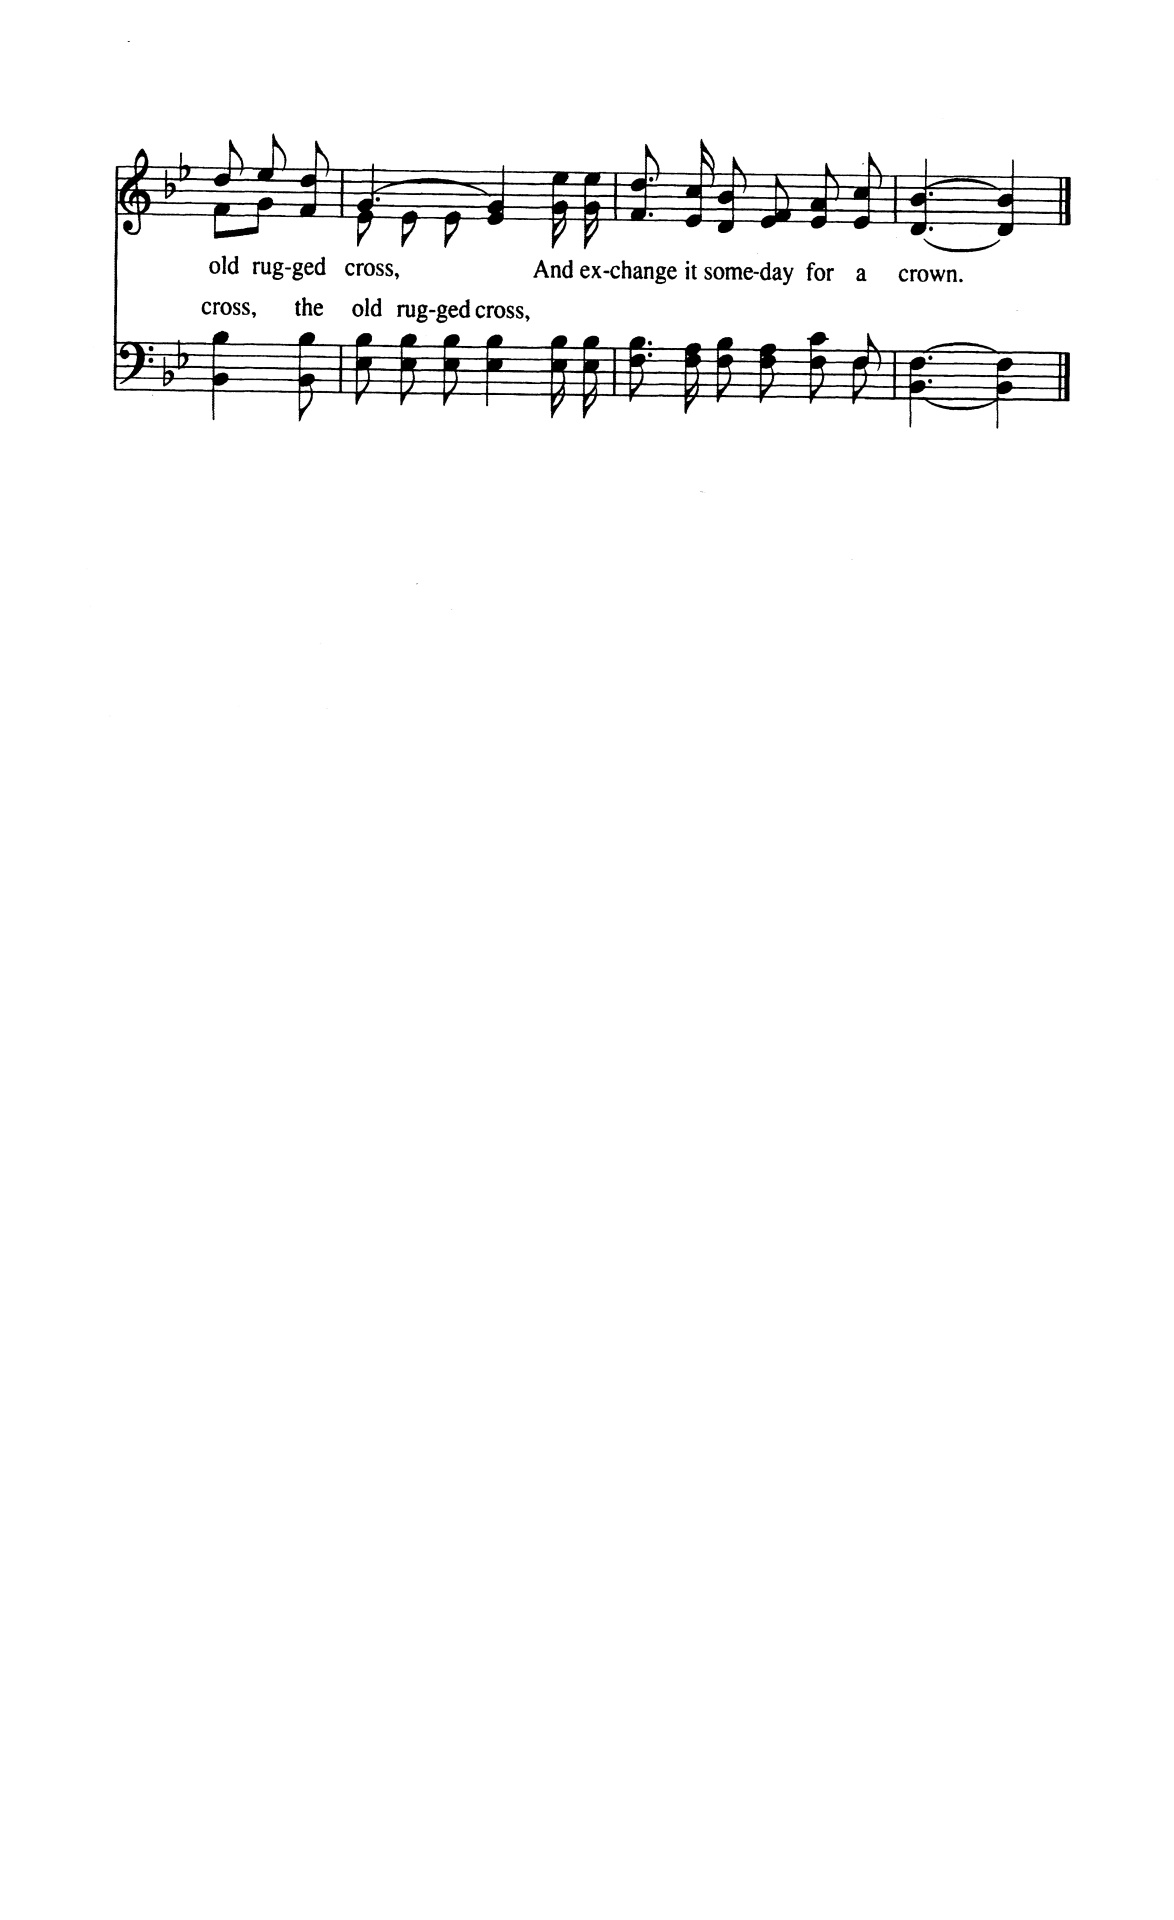 old rug-ged cross, And ex-change it some-day for a crown.
cross, the old rug-ged cross,